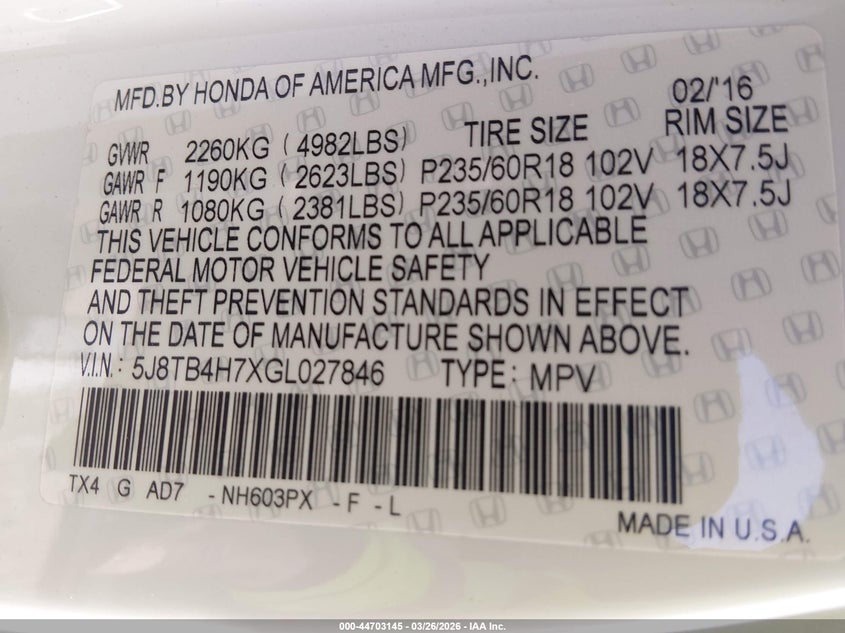 MFD.BY HONDA OF AMERICA MFG.,INC. 02/'16
GVWR 2260KG ( 4982LBS) TIRE SIZE RIM SIZE
GAWR F 1190KG ( 2623LBS) P235/60R18 102V 18X7.5J
GAWR R 1080KG ( 2381LBS) P235/60R18 102V 18X7.5J
THIS VEHICLE CONFORMS TO ALL APPLICABLE
FEDERAL MOTOR VEHICLE SAFETY
AND THEFT PREVENTION STANDARDS IN EFFECT
ON THE DATE OF MANUFACTURE SHOWN ABOVE.
V.I.N: 5J8TB4H7XGL027846 TYPE: MPV
TX4 G AD7 -NH603PX -F -L
MADE IN U.S.A.
000-44703145 - 03/26/2026 - IAA Inc.